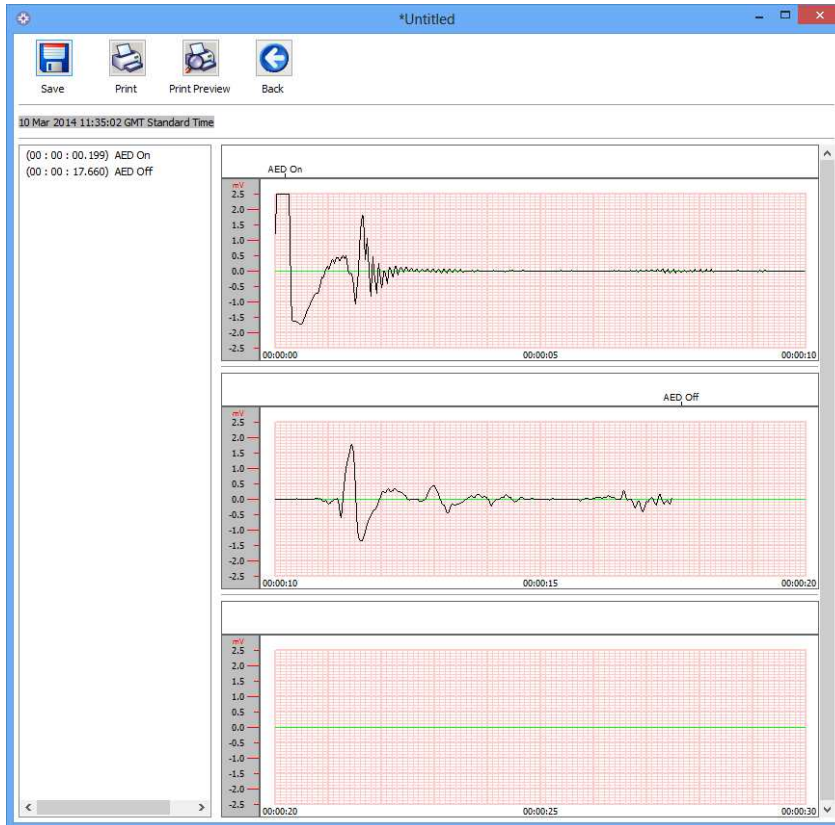 *Untitled
Save Print Print Preview Back
10 Mar 2014 11:35:02 GMT Standard Time
(00 : 00 : 00.199) AED On
(00 : 00 : 17.660) AED Off
AED On
mV
2.5
2.0
1.5
1.0
0.5
0.0
-0.5
-1.0
-1.5
-2.0
-2.5
00:00:00 00:00:05 00:00:10
AED Off
mV
2.5
2.0
1.5
1.0
0.5
0.0
-0.5
-1.0
-1.5
-2.0
-2.5
00:00:10 00:00:15 00:00:20
mV
2.5
2.0
1.5
1.0
0.5
0.0
-0.5
-1.0
-1.5
-2.0
-2.5
00:00:20 00:00:25 00:00:30